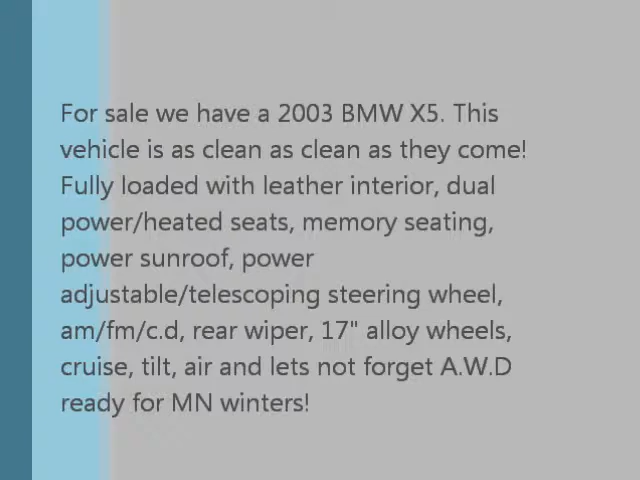 For sale we have a 2003 BMW X5. This
vehicle is as clean as clean as they come!
Fully loaded with leather interior, dual
power/heated seats, memory seating,
power sunroof, power
adjustable/telescoping steering wheel,
am/fm/c.d, rear wiper, 17" alloy wheels,
cruise, tilt, air and lets not forget A.W.D
ready for MN winters!